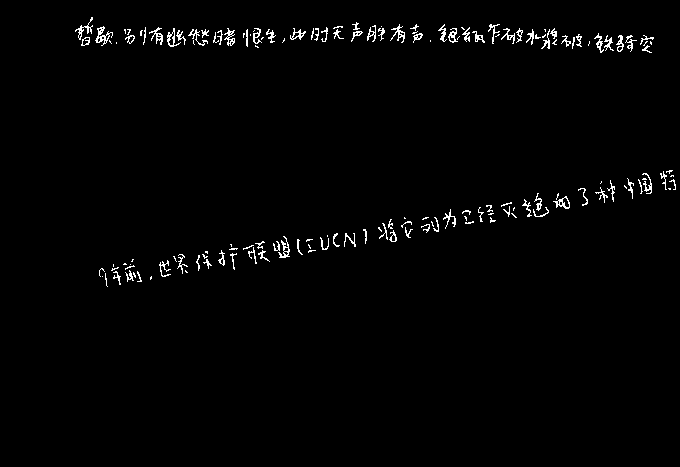 暂歇.别有幽愁暗恨生,此时无声胜有声.银瓶乍破水浆破,铁骑突
9年前,世界保护联盟(IUCN)将它列为已经灭绝的3种中国特